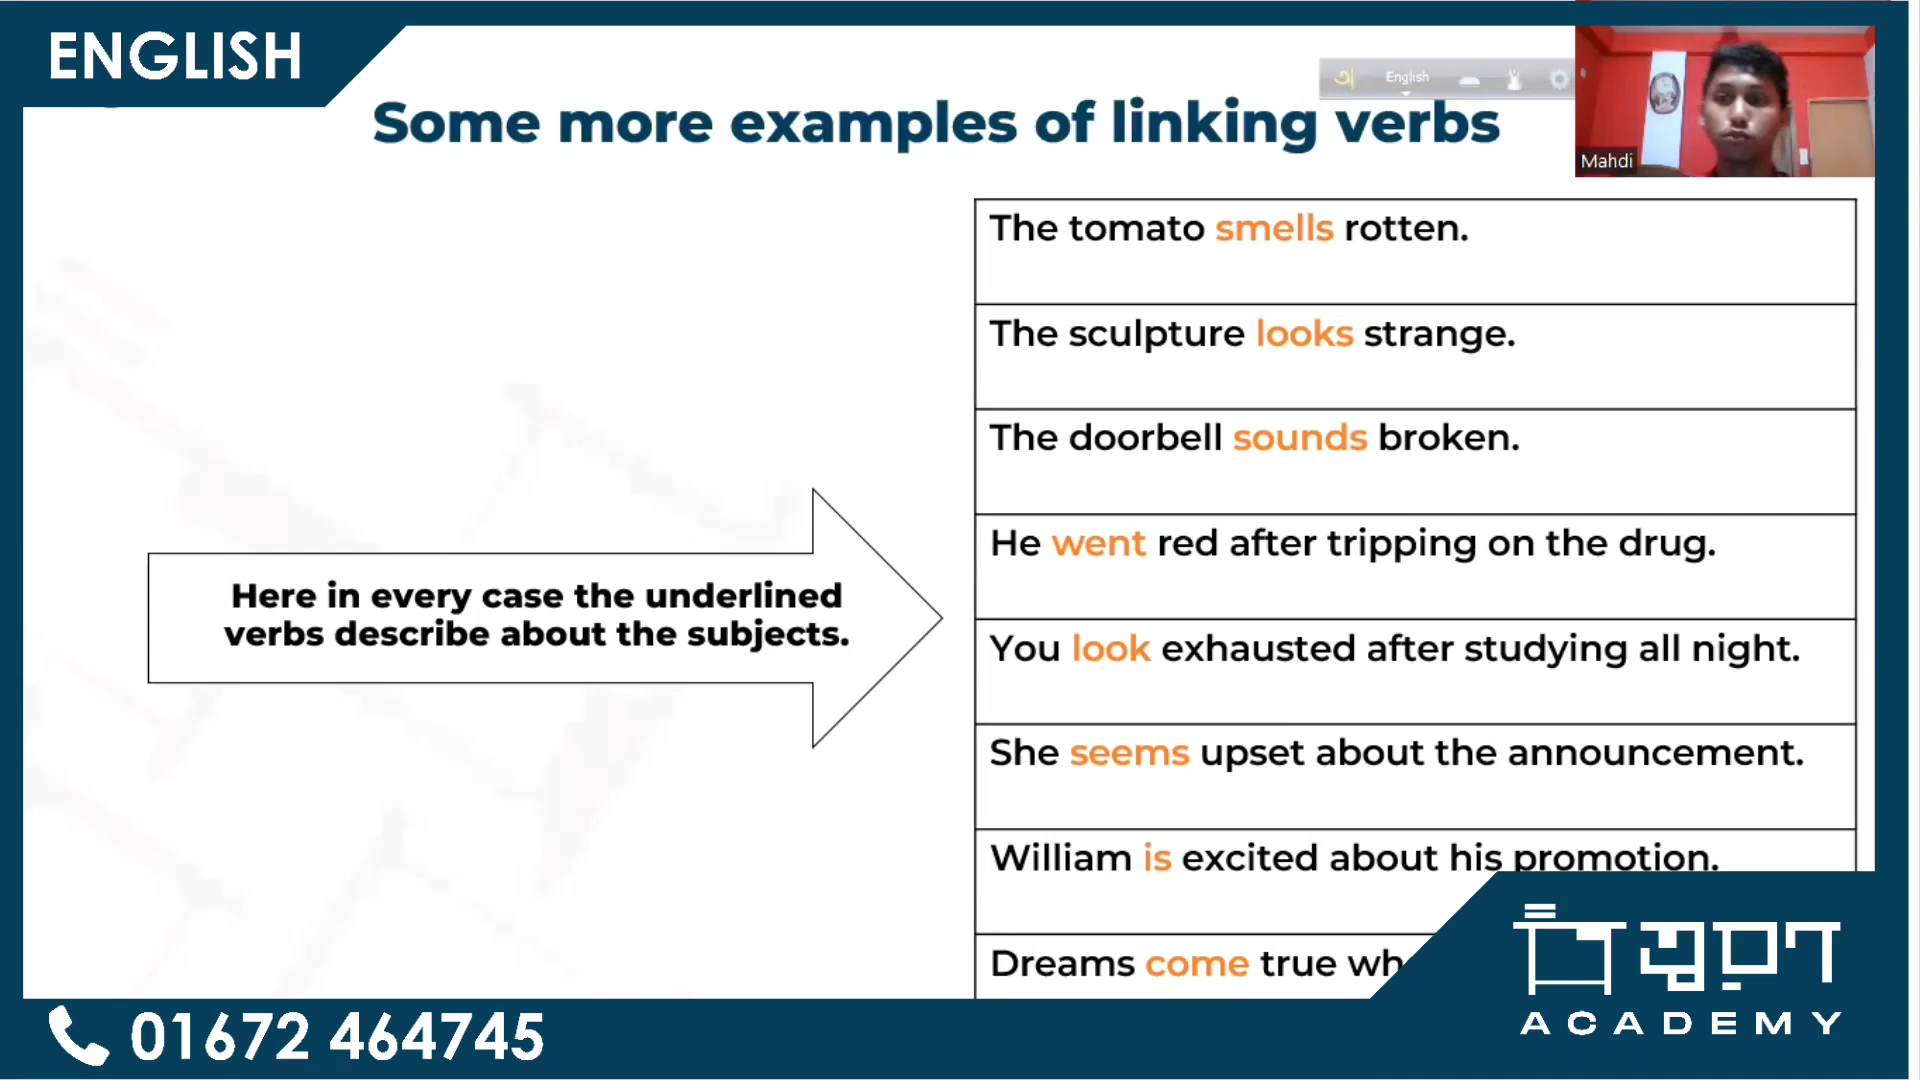 ENGLISH
অ English
Some more examples of linking verbs
Mahdi
The tomato smells rotten.
The sculpture looks strange.
The doorbell sounds broken.
He went red after tripping on the drug.
Here in every case the underlined
verbs describe about the subjects.
You look exhausted after studying all night.
She seems upset about the announcement.
William is excited about his promotion.
Dreams come true wh
ACADEMY
01672 464745